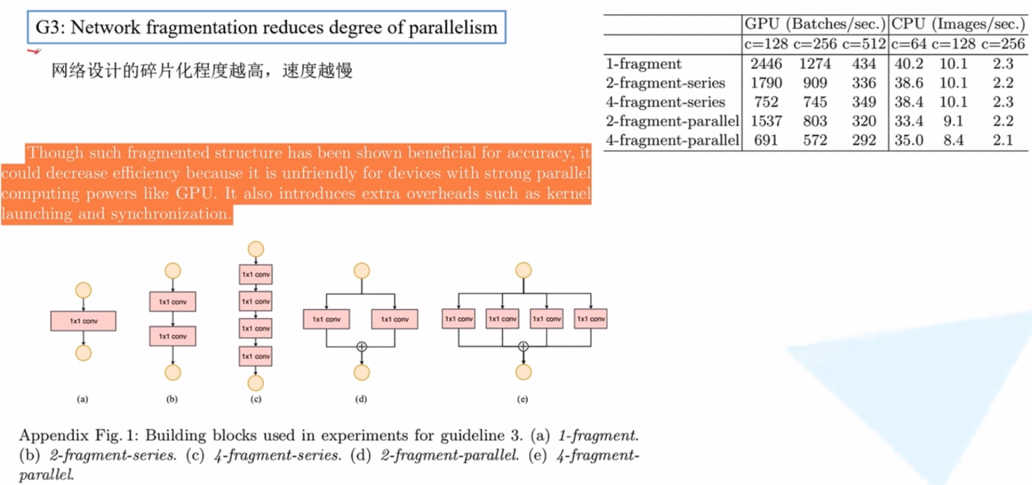 G3: Network fragmentation reduces degree of parallelism
网络设计的碎片化程度越高，速度越慢
Though such fragmented structure has been shown beneficial for accuracy, it
could decrease efficiency because it is unfriendly for devices with strong parallel
computing powers like GPU. It also introduces extra overheads such as kernel
launching and synchronization.
GPU (Batches/sec.) CPU (Images/sec.)
c=128 c=256 c=512 c=64 c=128 c=256
1-fragment 2446 1274 434 40.2 10.1 2.3
2-fragment-series 1790 909 336 38.6 10.1 2.2
4-fragment-series 752 745 349 38.4 10.1 2.3
2-fragment-parallel 1537 803 320 33.4 9.1 2.2
4-fragment-parallel 691 572 292 35.0 8.4 2.1
1x1 conv
(a)
1x1 conv
1x1 conv
(b)
1x1 conv
1x1 conv
1x1 conv
1x1 conv
(c)
1x1 conv 1x1 conv
(d)
1x1 conv 1x1 conv 1x1 conv 1x1 conv
(e)
Appendix Fig. 1: Building blocks used in experiments for guideline 3. (a) 1-fragment.
(b) 2-fragment-series. (c) 4-fragment-series. (d) 2-fragment-parallel. (e) 4-fragment-
parallel.